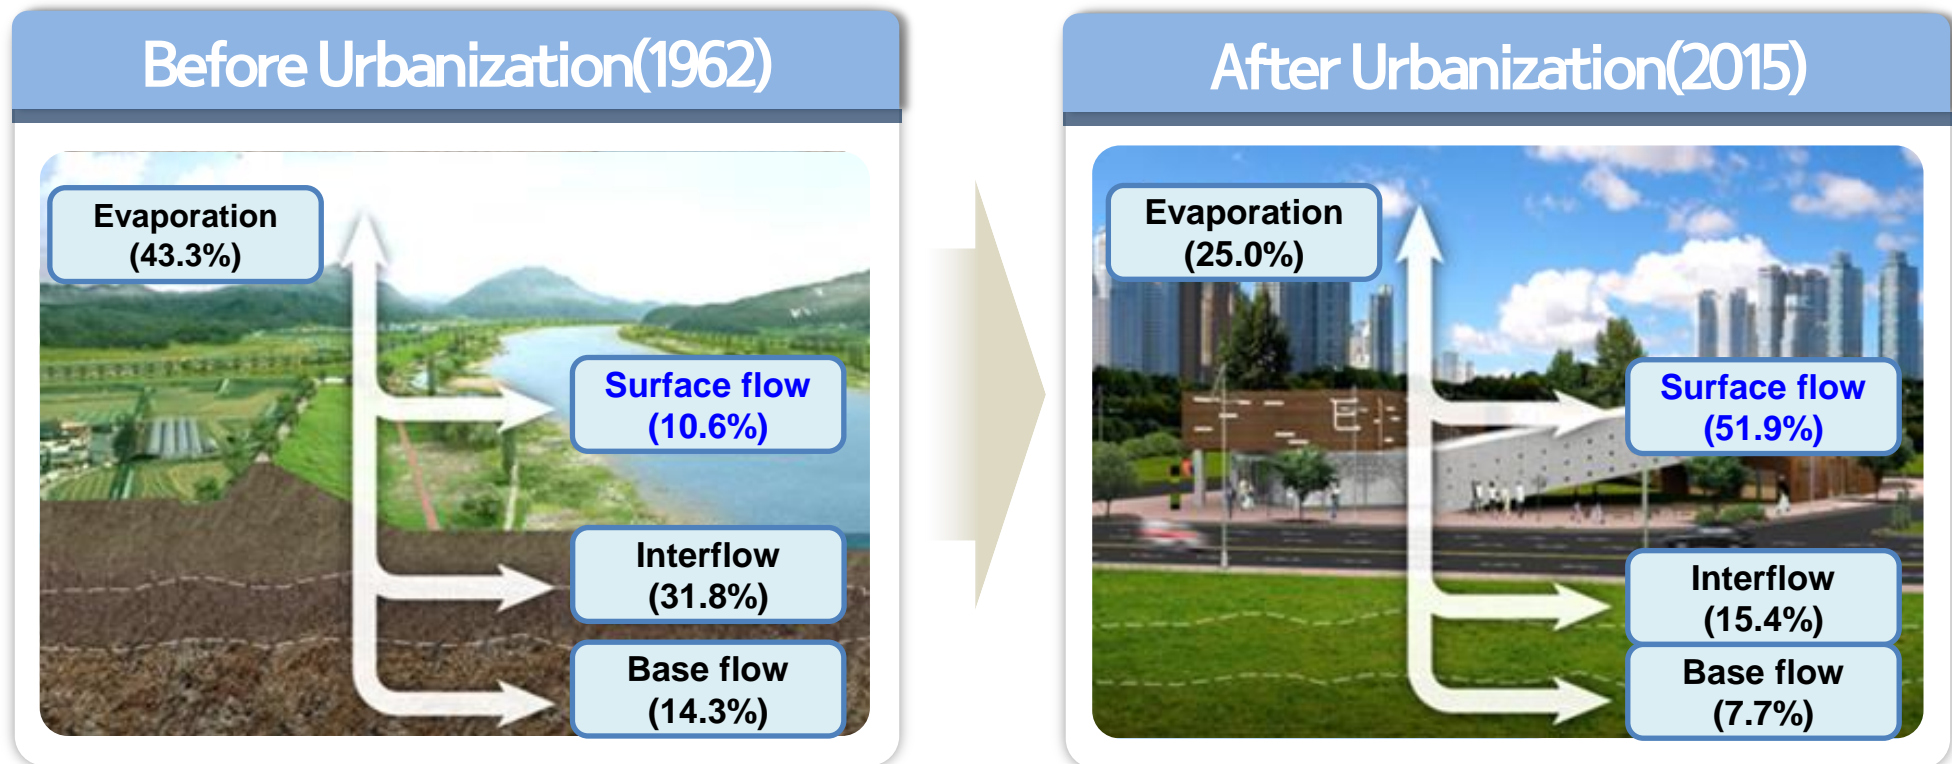 Before Urbanization(1962)
Evaporation
(43.3%)
Surface flow
(10.6%)
Interflow
(31.8%)
Base flow
(14.3%)
After Urbanization(2015)
Evaporation
(25.0%)
Surface flow
(51.9%)
Interflow
(15.4%)
Base flow
(7.7%)